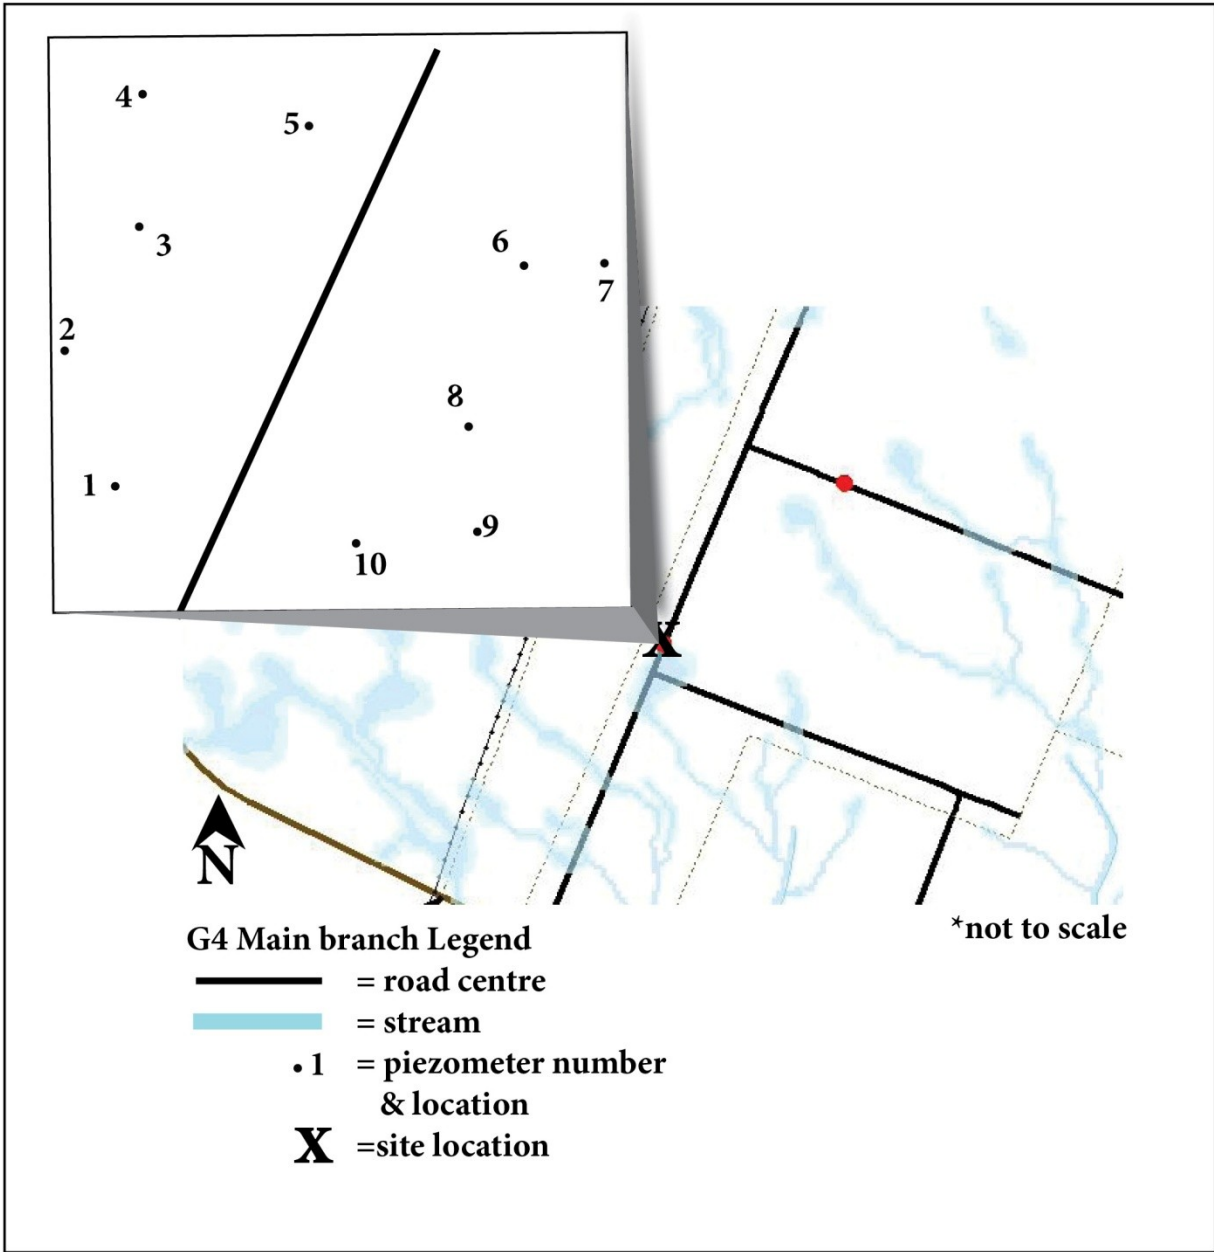 4
5
3
6
7
2
8
1
9
10
X
N
*not to scale
G4 Main branch Legend
= road centre
= stream
1 = piezometer number
& location
X =site location